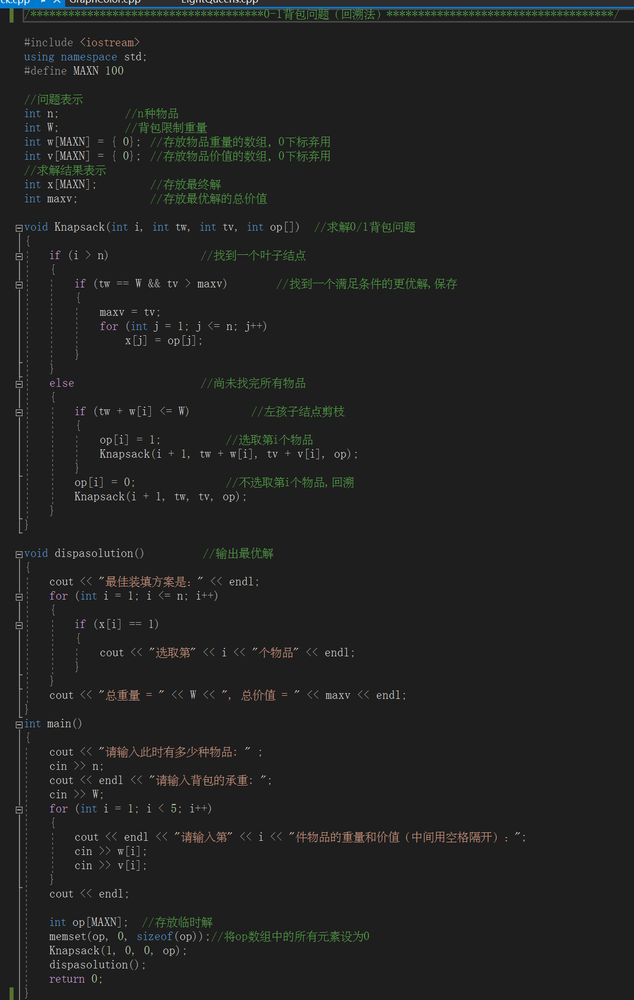 ck.cpp GraphColor.cpp EightQueens.cpp
/*************************************0-1背包问题（回溯法）************************************/
#include <iostream>
using namespace std;
#define MAXN 100
//问题表示
int n; //n种物品
int W; //背包限制重量
int w[MAXN] = { 0}; //存放物品重量的数组，0下标弃用
int v[MAXN] = { 0}; //存放物品价值的数组，0下标弃用
//求解结果表示
int x[MAXN]; //存放最终解
int maxv; //存放最优解的总价值
void Knapsack(int i, int tw, int tv, int op[]) //求解0/1背包问题
{
if (i > n) //找到一个叶子结点
{
if (tw == W && tv > maxv) //找到一个满足条件的更优解,保存
{
maxv = tv;
for (int j = 1; j <= n; j++)
x[j] = op[j];
}
}
else //尚未找完所有物品
{
if (tw + w[i] <= W) //左孩子结点剪枝
{
op[i] = 1; //选取第i个物品
Knapsack(i + 1, tw + w[i], tv + v[i], op);
}
op[i] = 0; //不选取第i个物品,回溯
Knapsack(i + 1, tw, tv, op);
}
}
void dispasolution() //输出最优解
{
cout << "最佳装填方案是：" << endl;
for (int i = 1; i <= n; i++)
{
if (x[i] == 1)
{
cout << "选取第" << i << "个物品" << endl;
}
}
cout << "总重量 = " << W << ", 总价值 = " << maxv << endl;
}
int main()
{
cout << "请输入此时有多少种物品: " ;
cin >> n;
cout << endl << "请输入背包的承重: ";
cin >> W;
for (int i = 1; i < 5; i++)
{
cout << endl << "请输入第" << i << "件物品的重量和价值（中间用空格隔开）: ";
cin >> w[i];
cin >> v[i];
}
cout << endl;
int op[MAXN]; //存放临时解
memset(op, 0, sizeof(op));//将op数组中的所有元素设为0
Knapsack(1, 0, 0, op);
dispasolution();
return 0;
}